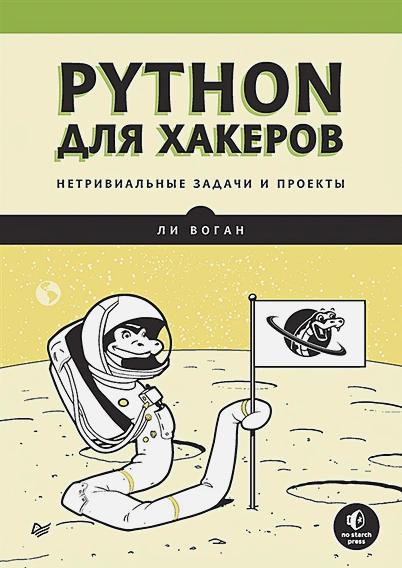 PYTHON
ДЛЯ ХАКЕРОВ
НЕТРИВИАЛЬНЫЕ ЗАДАЧИ И ПРОЕКТЫ
ЛИ ВОГАН
no starch
press